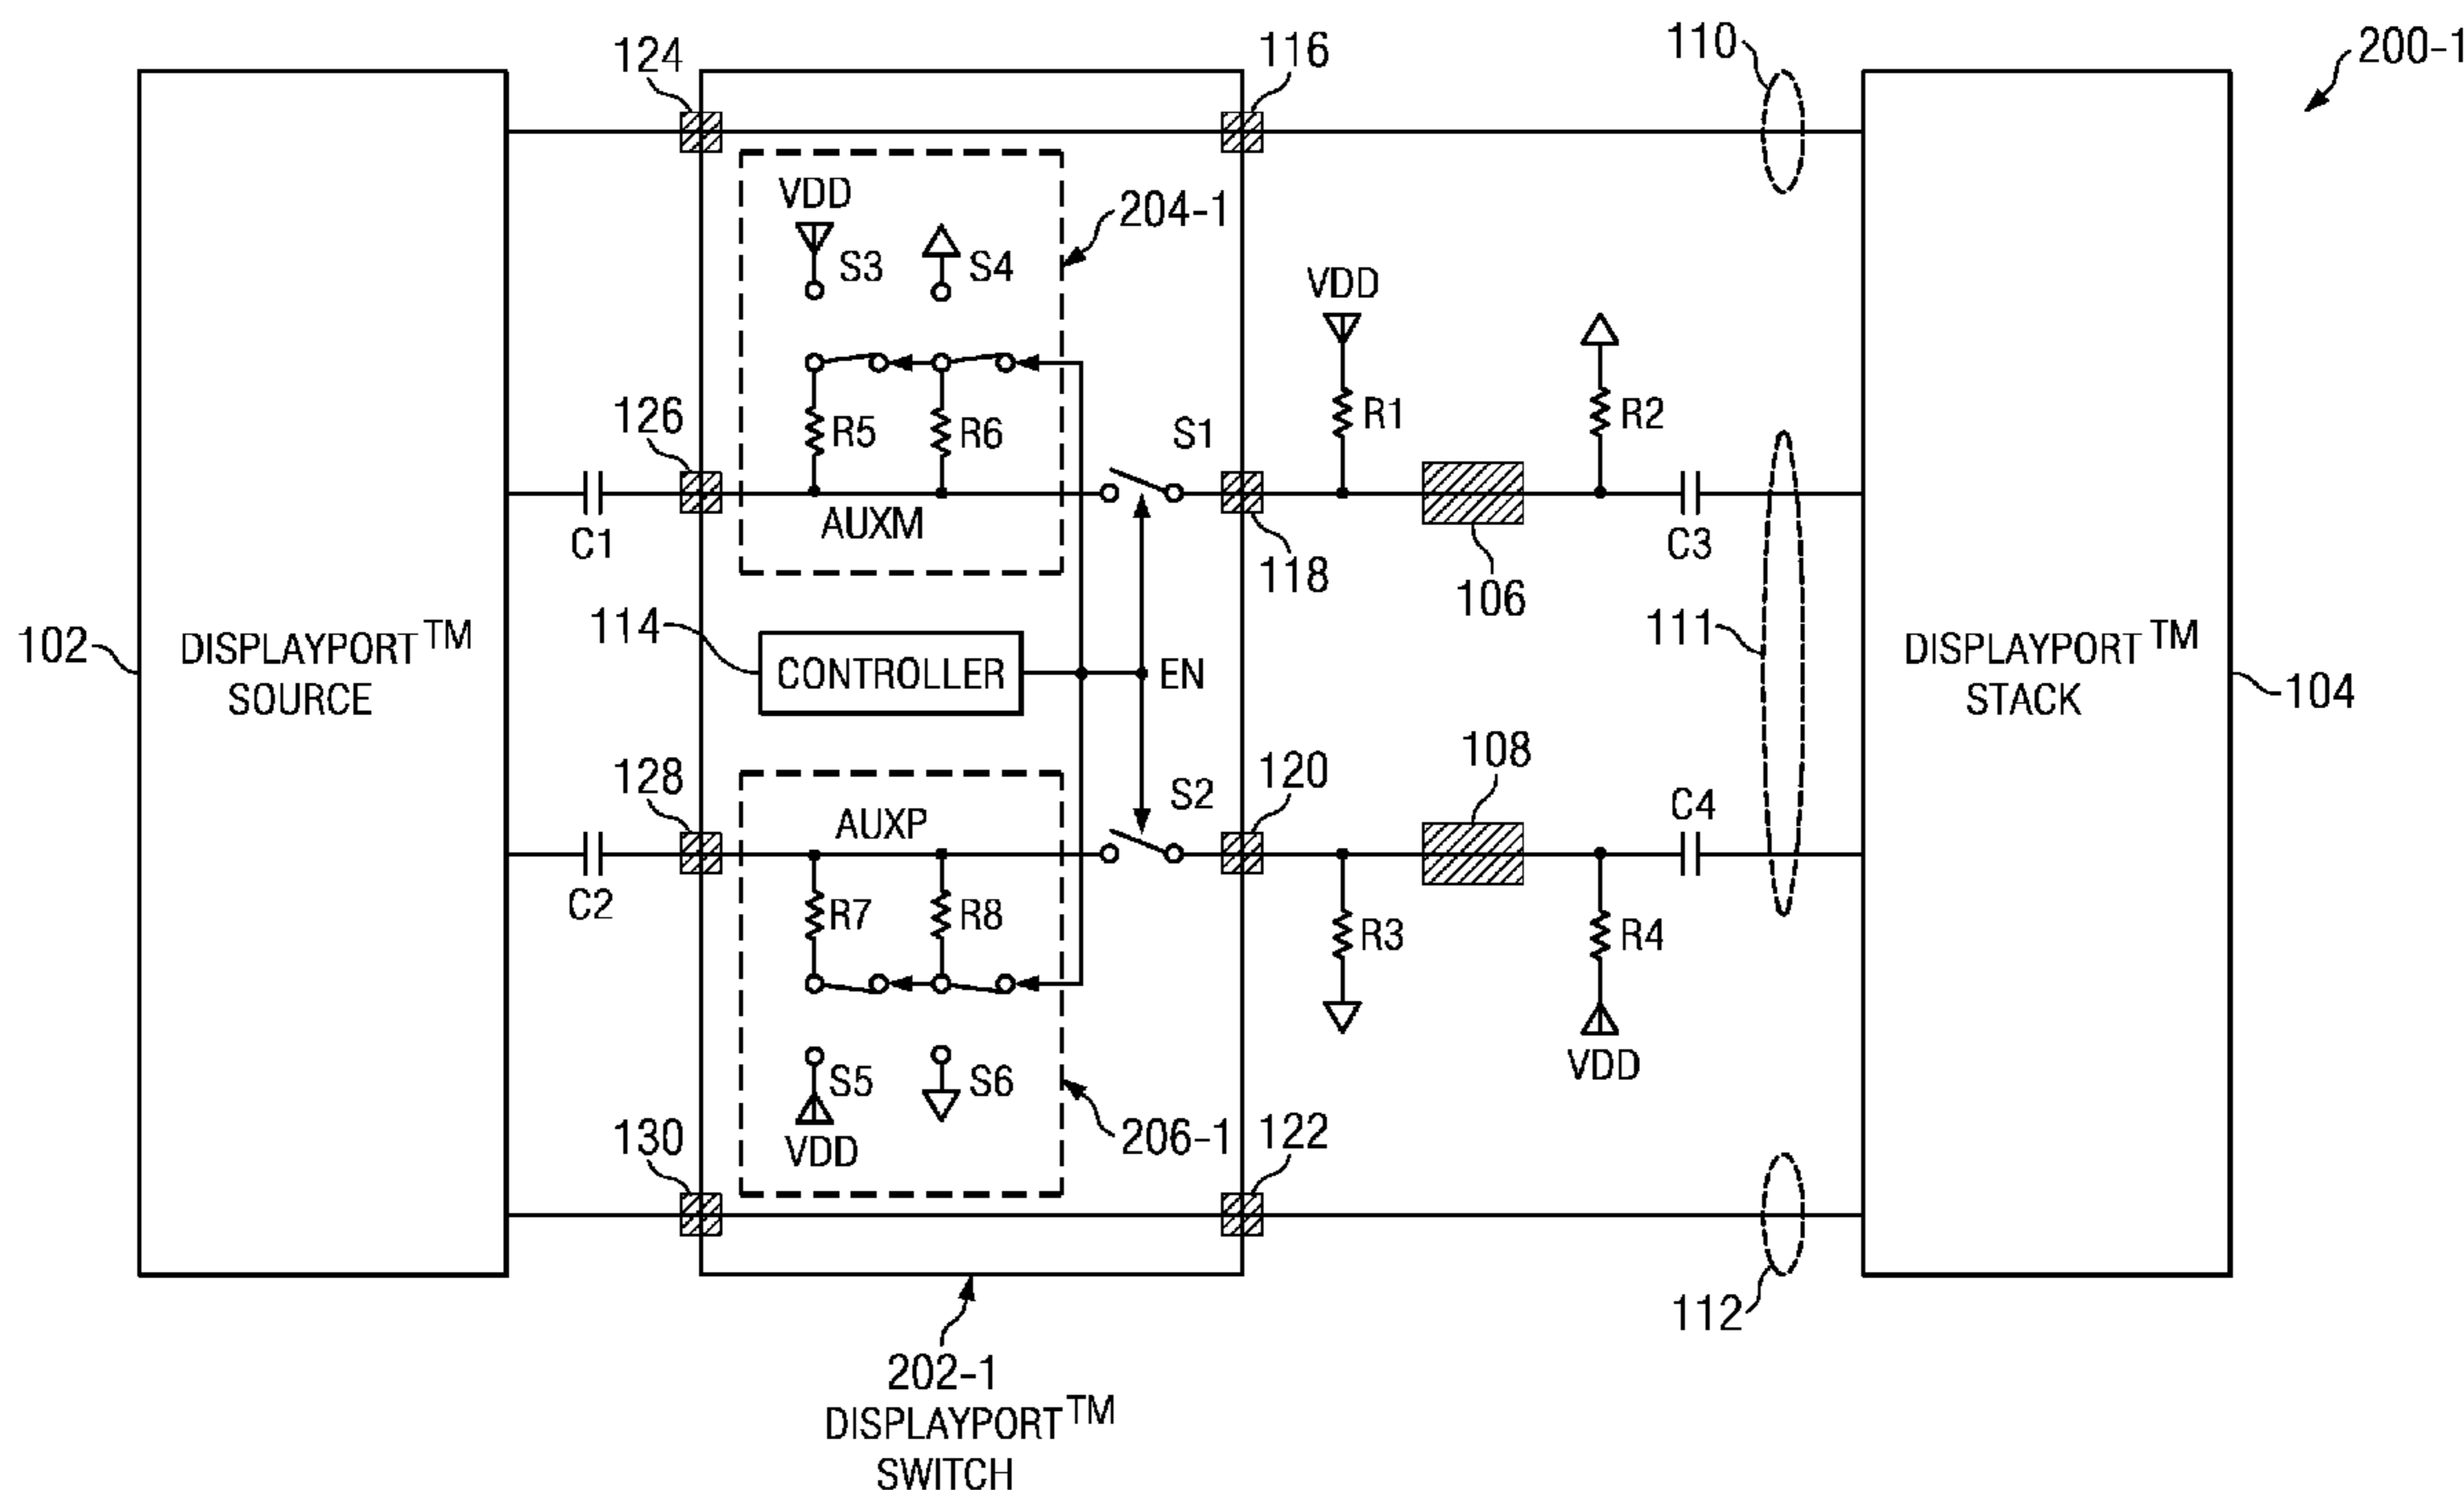 200-1
110
124
116
VDD
S3
S4
204-1
VDD
126
R5
R6
S1
R1
R2
AUXM
C1
118
106
C3
102
DISPLAYPORT™
SOURCE
114
CONTROLLER
EN
111
DISPLAYPORT™
STACK
104
128
AUXP
S2
120
108
C4
C2
R7
R8
R3
R4
S5
S6
VDD
VDD
130
206-1
122
112
202-1
DISPLAYPORT™
SWITCH